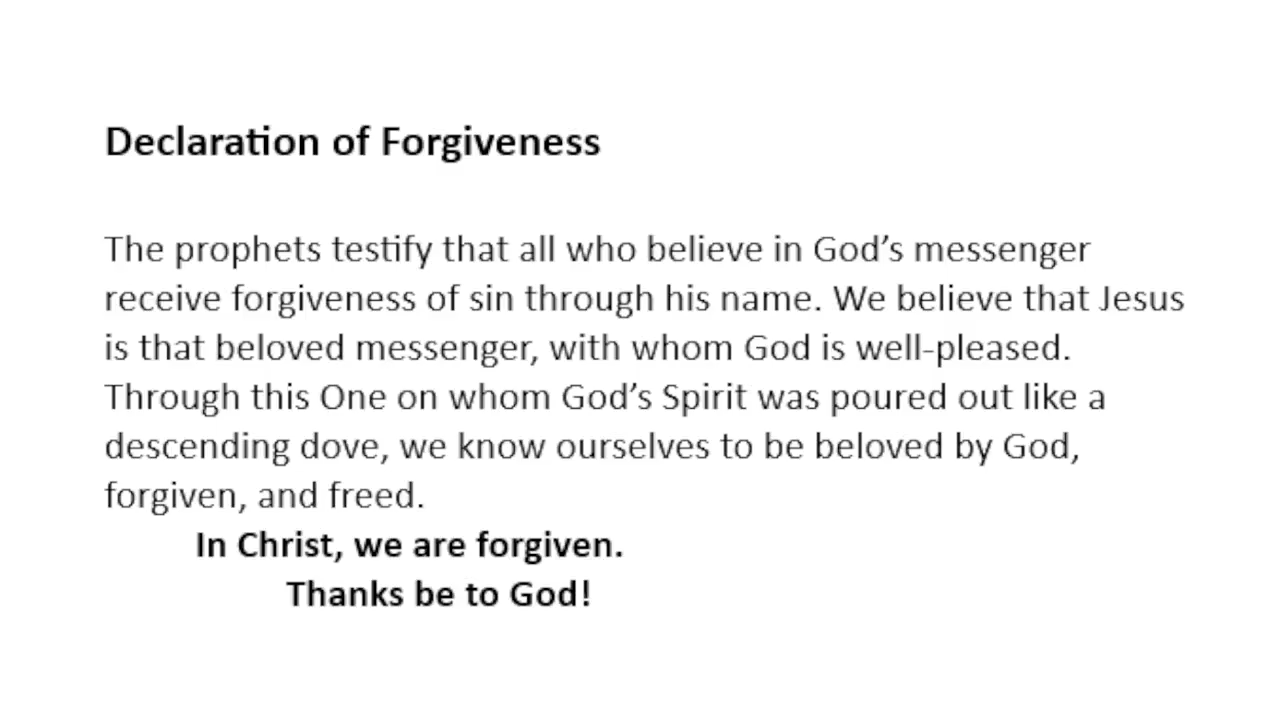 Declaration of Forgiveness
The prophets testify that all who believe in God’s messenger
receive forgiveness of sin through his name. We believe that Jesus
is that beloved messenger, with whom God is well-pleased.
Through this One on whom God’s Spirit was poured out like a
descending dove, we know ourselves to be beloved by God,
forgiven, and freed.
In Christ, we are forgiven.
Thanks be to God!